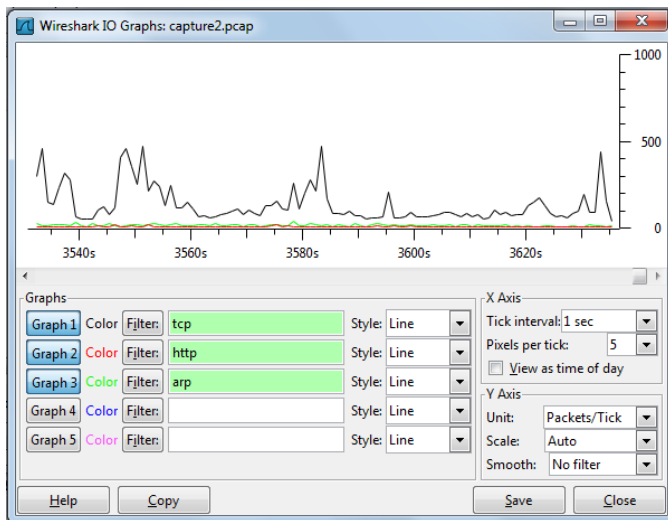 Wireshark IO Graphs: capture2.pcap
1000
500
0
3540s 3560s 3580s 3600s 3620s
Graphs
Graph 1 Color Filter: tcp Style: Line
Graph 2 Color Filter: http Style: Line
Graph 3 Color Filter: arp Style: Line
Graph 4 Color Filter: Style: Line
Graph 5 Color Filter: Style: Line
X Axis
Tick interval: 1 sec
Pixels per tick: 5
View as time of day
Y Axis
Unit: Packets/Tick
Scale: Auto
Smooth: No filter
Help Copy Save Close